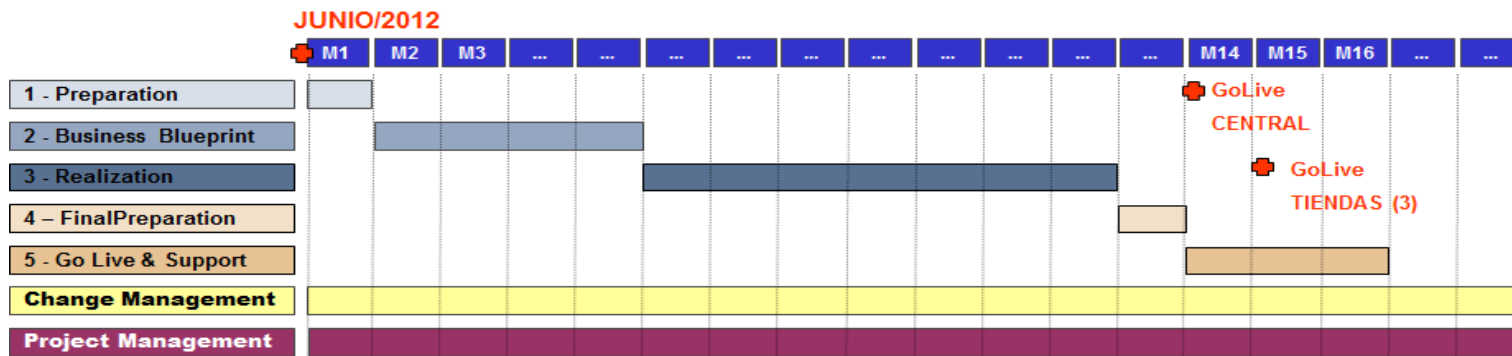 JUNIO/2012
M1 M2 M3 ... ... ... ... ... ... ... ... ... ... M14 M15 M16 ... ...
1 - Preparation
GoLive
CENTRAL
2 - Business Blueprint
3 - Realization
GoLive
TIENDAS (3)
4 – FinalPreparation
5 - Go Live & Support
Change Management
Project Management